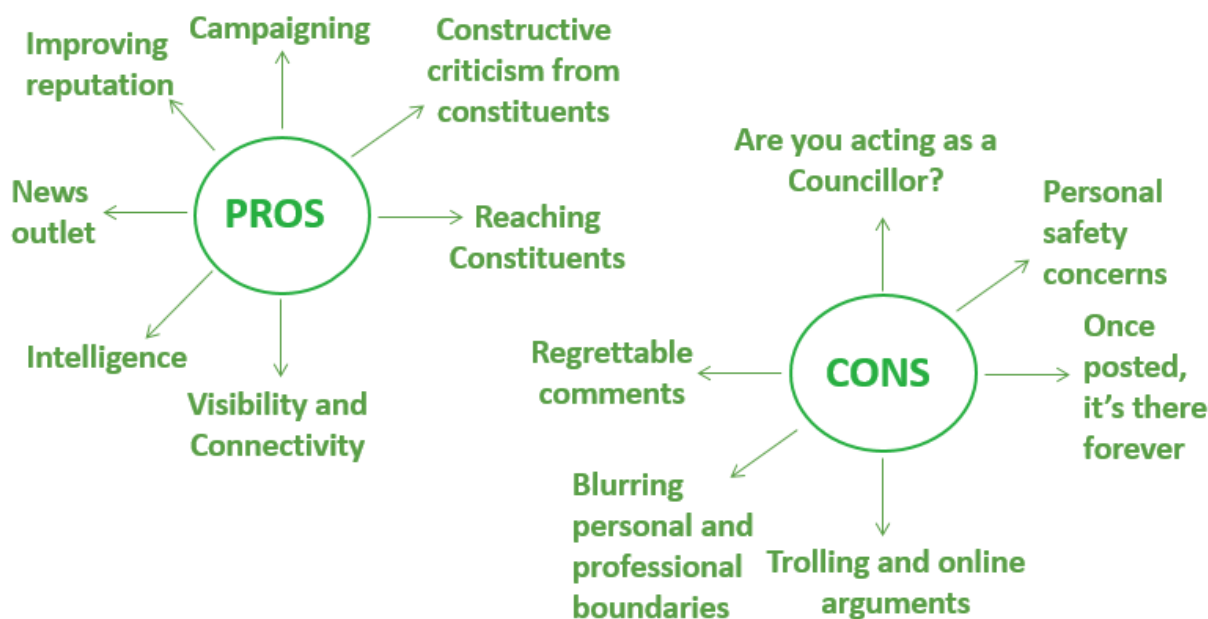 Campaigning
Improving
reputation
Constructive
criticism from
constituents
News
outlet
PROS
Reaching
Constituents
Intelligence
Visibility and
Connectivity
Are you acting as a
Councillor?
Personal
safety
concerns
Regrettable
comments
CONS
Once
posted,
it’s there
forever
Blurring
personal and
professional
boundaries
Trolling and online
arguments